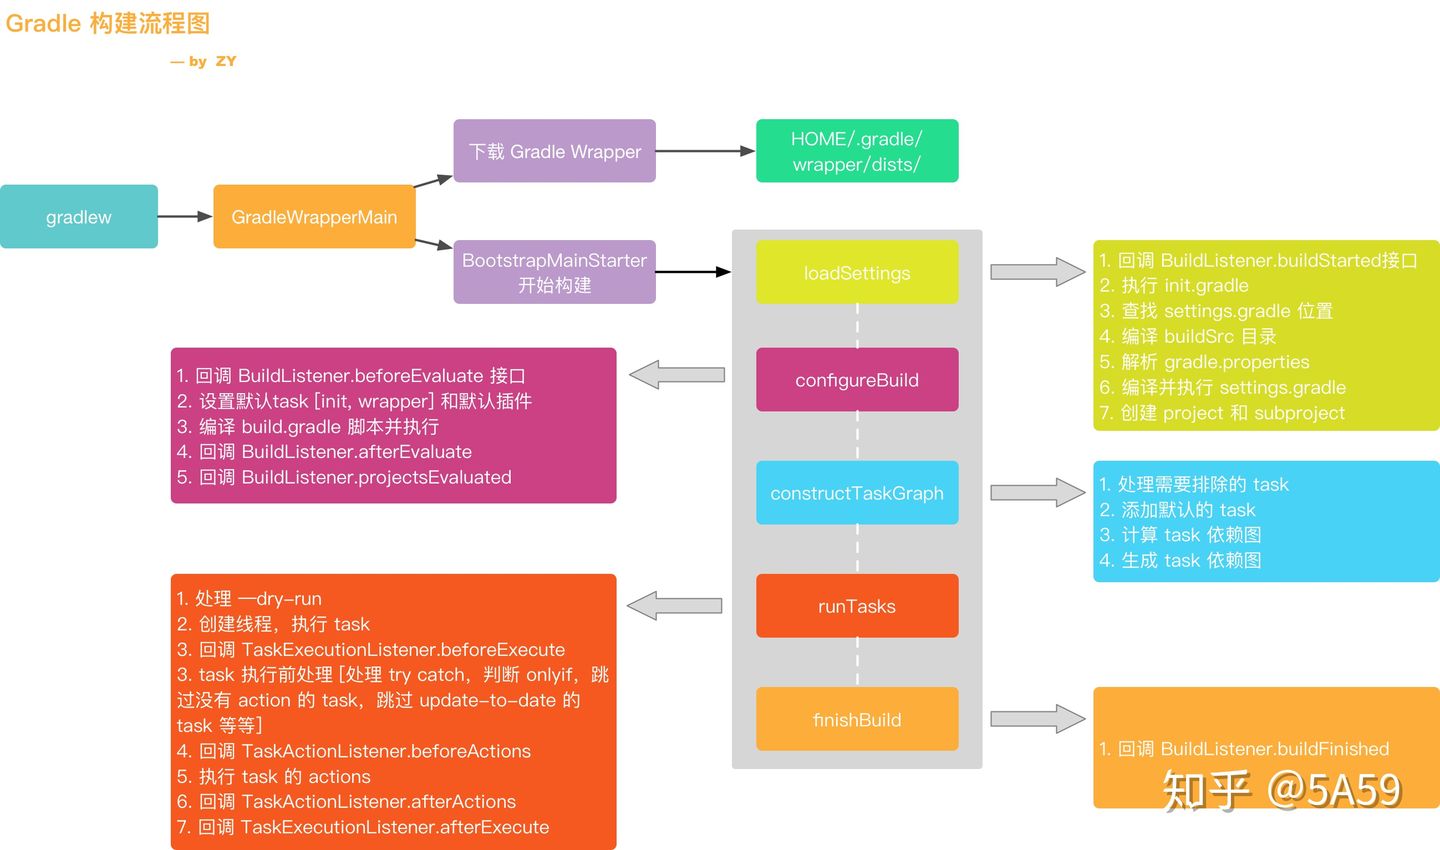 Gradle 构建流程图
— by ZY
gradlew
GradleWrapperMain
下载 Gradle Wrapper
HOME/.gradle/
wrapper/dists/
BootstrapMainStarter
开始构建
loadSettings
1. 回调 BuildListener.buildStarted接口
2. 执行 init.gradle
3. 查找 settings.gradle 位置
4. 编译 buildSrc 目录
5. 解析 gradle.properties
6. 编译并执行 settings.gradle
7. 创建 project 和 subproject
configureBuild
1. 回调 BuildListener.beforeEvaluate 接口
2. 设置默认task [init, wrapper] 和默认插件
3. 编译 build.gradle 脚本并执行
4. 回调 BuildListener.afterEvaluate
5. 回调 BuildListener.projectsEvaluated
constructTaskGraph
1. 处理需要排除的 task
2. 添加默认的 task
3. 计算 task 依赖图
4. 生成 task 依赖图
runTasks
1. 处理 —dry-run
2. 创建线程，执行 task
3. 回调 TaskExecutionListener.beforeExecute
3. task 执行前处理 [处理 try catch，判断 onlyif，跳
过没有 action 的 task，跳过 update-to-date 的
task 等等]
4. 回调 TaskActionListener.beforeActions
5. 执行 task 的 actions
6. 回调 TaskActionListener.afterActions
7. 回调 TaskExecutionListener.afterExecute
finishBuild
1. 回调 BuildListener.buildFinished
知乎 @5A59